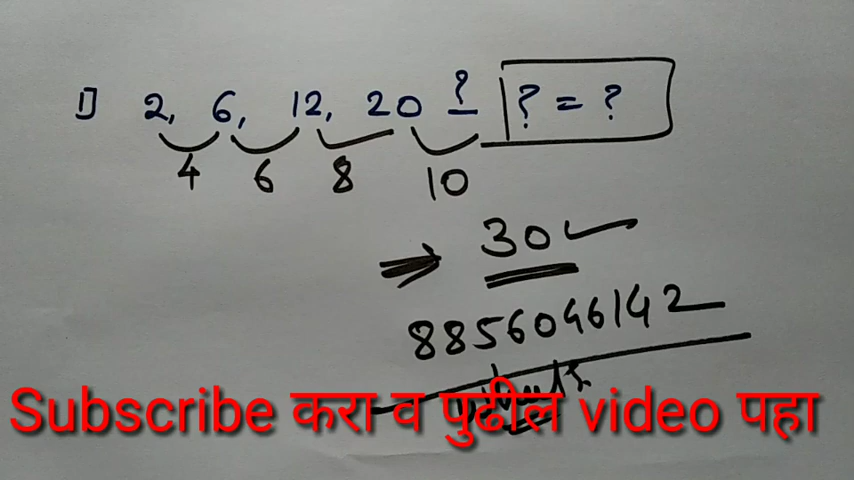 1] 2, 6, 12, 20 ? ? = ?
4 6 8 10
⇒ 30 ✓
8856046142
Subscribe करा व पुढील video पहा